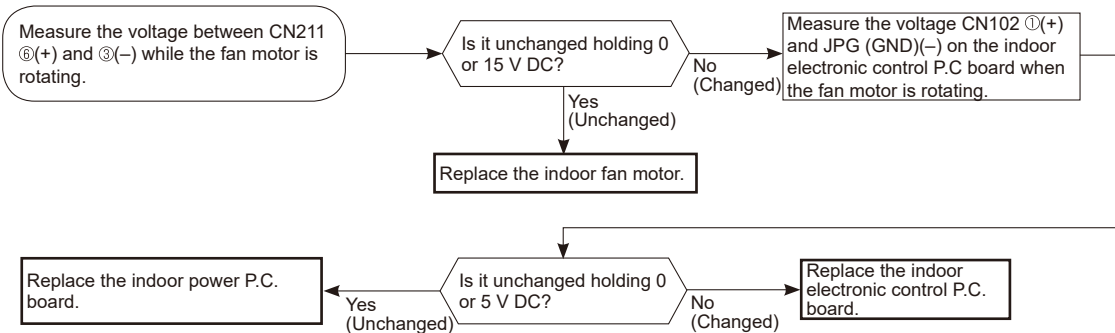 Measure the voltage between CN211
⑥(+) and ③(–) while the fan motor is
rotating.
Is it unchanged holding 0
or 15 V DC?
No
(Changed)
Measure the voltage CN102 ①(+)
and JPG (GND)(–) on the indoor
electronic control P.C board when
the fan motor is rotating.
Yes
(Unchanged)
Replace the indoor fan motor.
Replace the indoor power P.C.
board.
Yes
(Unchanged)
Is it unchanged holding 0
or 5 V DC?
No
(Changed)
Replace the indoor
electronic control P.C.
board.